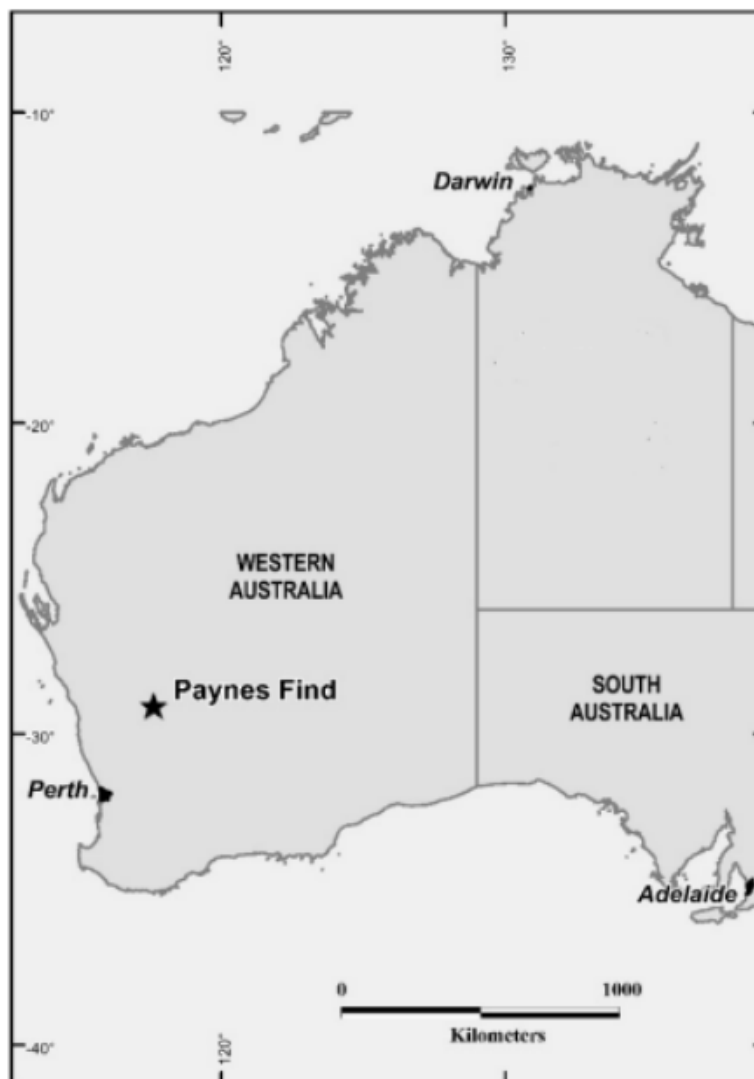 120°
130°
-10°
Darwin
-20°
WESTERN
AUSTRALIA
Paynes Find
SOUTH
AUSTRALIA
-30°
Perth
Adelaide
0
1000
Kilometers
-40°
120°